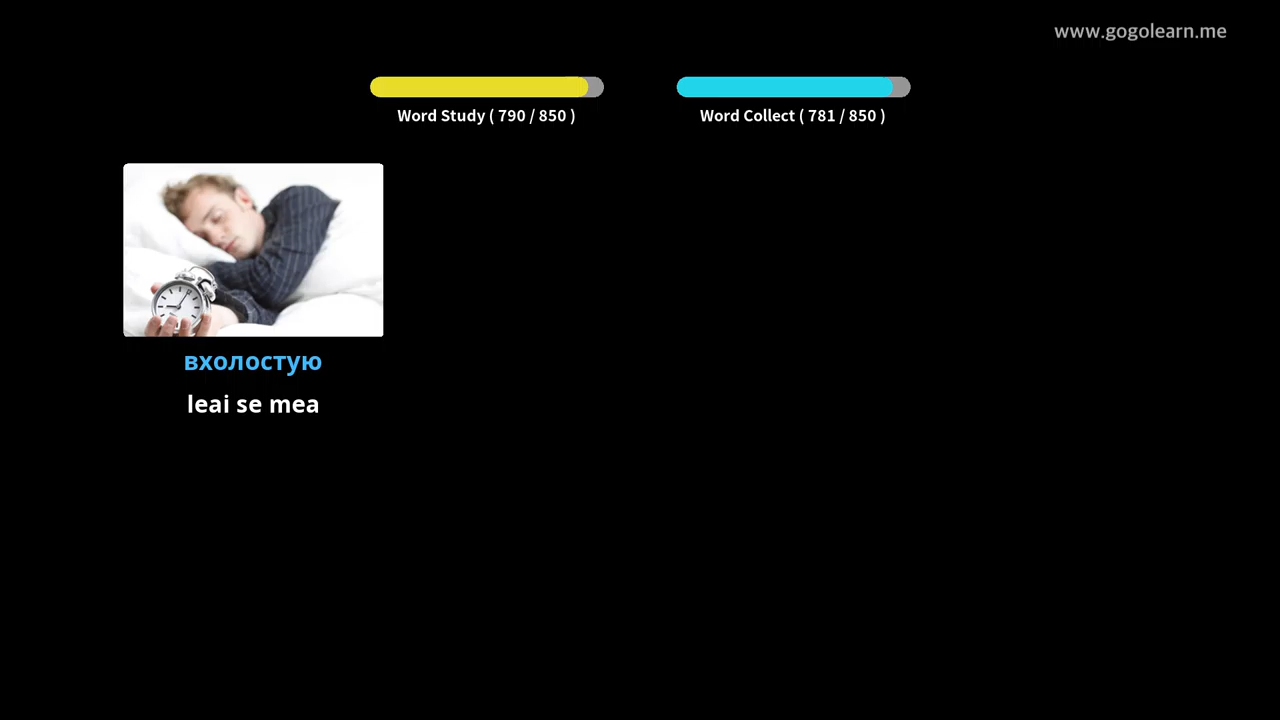 www.gogolearn.me
Word Study ( 790 / 850 )
Word Collect ( 781 / 850 )
вхолостую
leai se mea